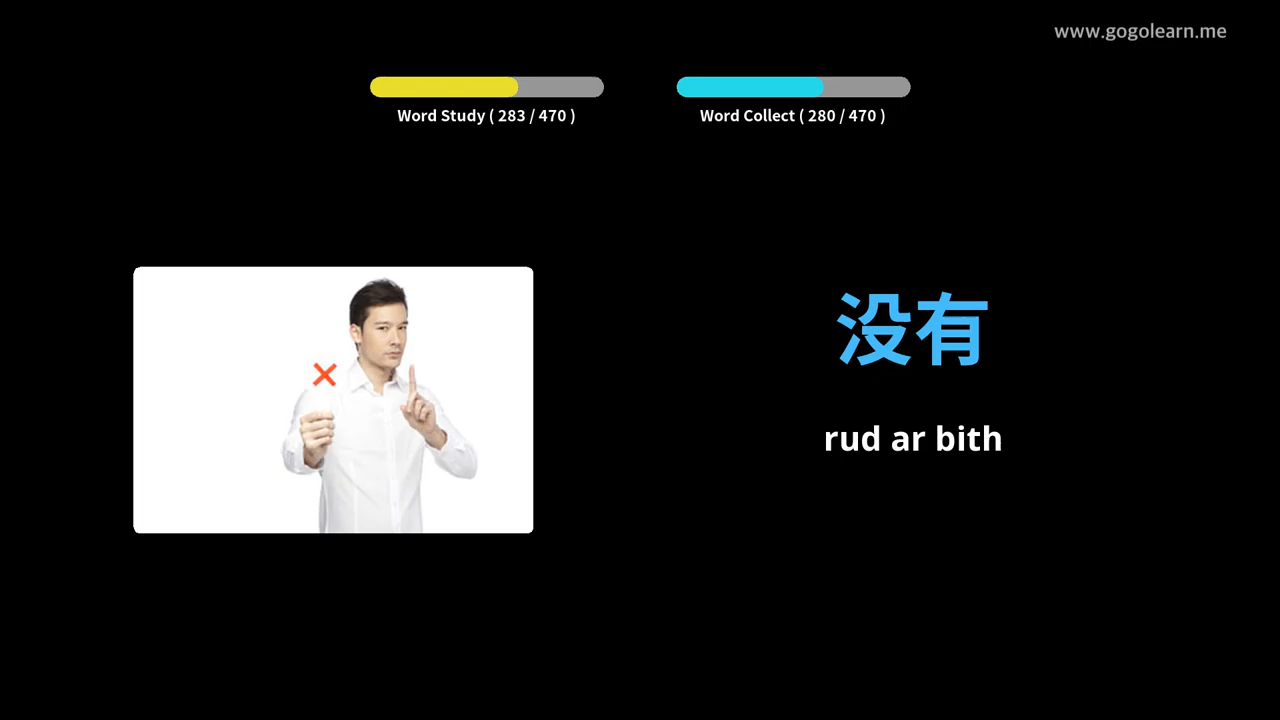 www.gogolearn.me
Word Study ( 283 / 470 )
Word Collect ( 280 / 470 )
没有
rud ar bith